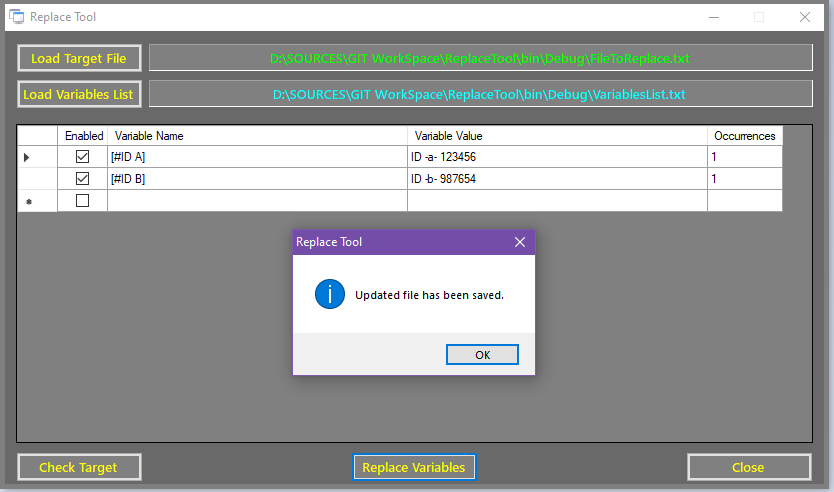 Replace Tool
Load Target File D:\SOURCES\GIT WorkSpace\ReplaceTool\bin\Debug\FileToReplace.txt
Load Variables List D:\SOURCES\GIT WorkSpace\ReplaceTool\bin\Debug\VariablesList.txt
Enabled Variable Name Variable Value Occurrences
[#ID A] ID -a- 123456 1
[#ID B] ID -b- 987654 1
Replace Tool
Updated file has been saved.
OK
Check Target Replace Variables Close